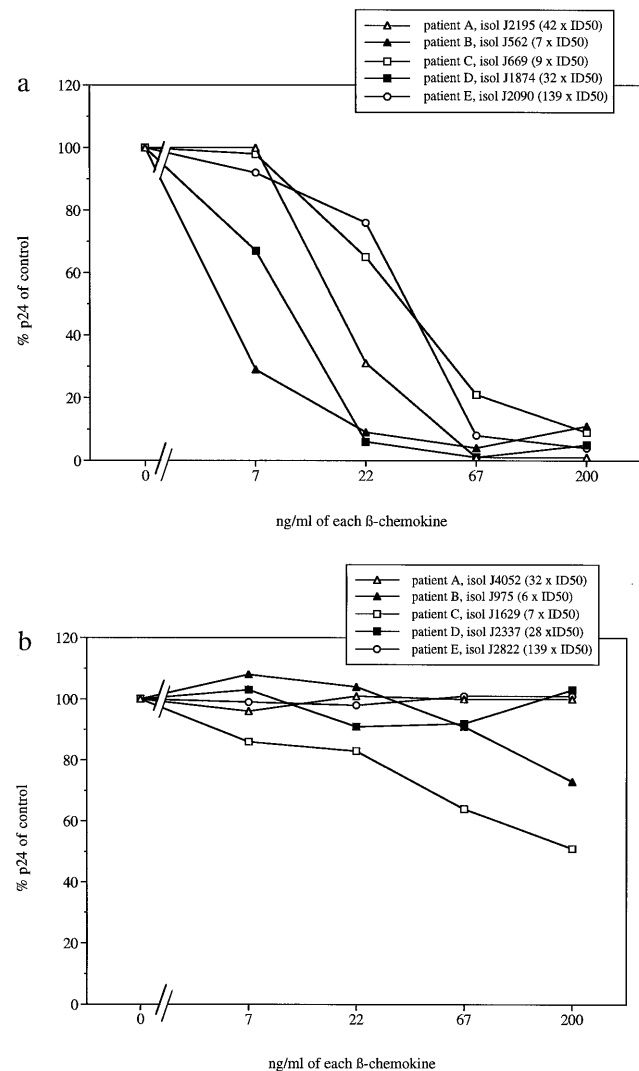 a
patient A, isol J2195 (42 x ID50)
patient B, isol J562 (7 x ID50)
patient C, isol J669 (9 x ID50)
patient D, isol J1874 (32 x ID50)
patient E, isol J2090 (139 x ID50)
120
100
80
60
40
20
0
% p24 of control
0 7 22 67 200
ng/ml of each ß-chemokine
b
patient A, isol J4052 (32 x ID50)
patient B, isol J975 (6 x ID50)
patient C, isol J1629 (7 x ID50)
patient D, isol J2337 (28 xID50)
patient E, isol J2822 (139 x ID50)
120
100
80
60
40
20
0
% p24 of control
0 7 22 67 200
ng/ml of each ß-chemokine